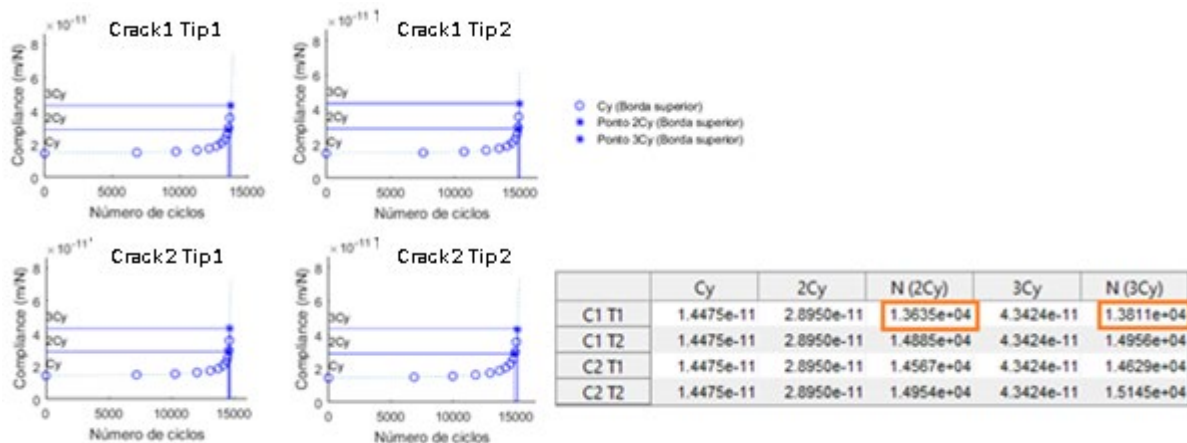 Crack1 Tip1
×10-11
Compliance (m/N)
8
6
4
2
0
3Cy
2Cy
Cy
0 5000 10000 15000
Número de ciclos
Crack1 Tip2
×10-11
Compliance (m/N)
8
6
4
2
0
3Cy
2Cy
Cy
0 5000 10000 15000
Número de ciclos
Cy (Borda superior)
Ponto 2Cy (Borda superior)
Ponto 3Cy (Borda superior)
Crack2 Tip1
×10-11
Compliance (m/N)
8
6
4
2
0
3Cy
2Cy
Cy
0 5000 10000 15000
Número de ciclos
Crack2 Tip2
×10-11
Compliance (m/N)
8
6
4
2
0
3Cy
2Cy
Cy
0 5000 10000 15000
Número de ciclos
Cy 2Cy N (2Cy) 3Cy N (3Cy)
C1 T1 1.4475e-11 2.8950e-11 1.3635e+04 4.3424e-11 1.3811e+04
C1 T2 1.4475e-11 2.8950e-11 1.4885e+04 4.3424e-11 1.4956e+04
C2 T1 1.4475e-11 2.8950e-11 1.4567e+04 4.3424e-11 1.4629e+04
C2 T2 1.4475e-11 2.8950e-11 1.4954e+04 4.3424e-11 1.5145e+04